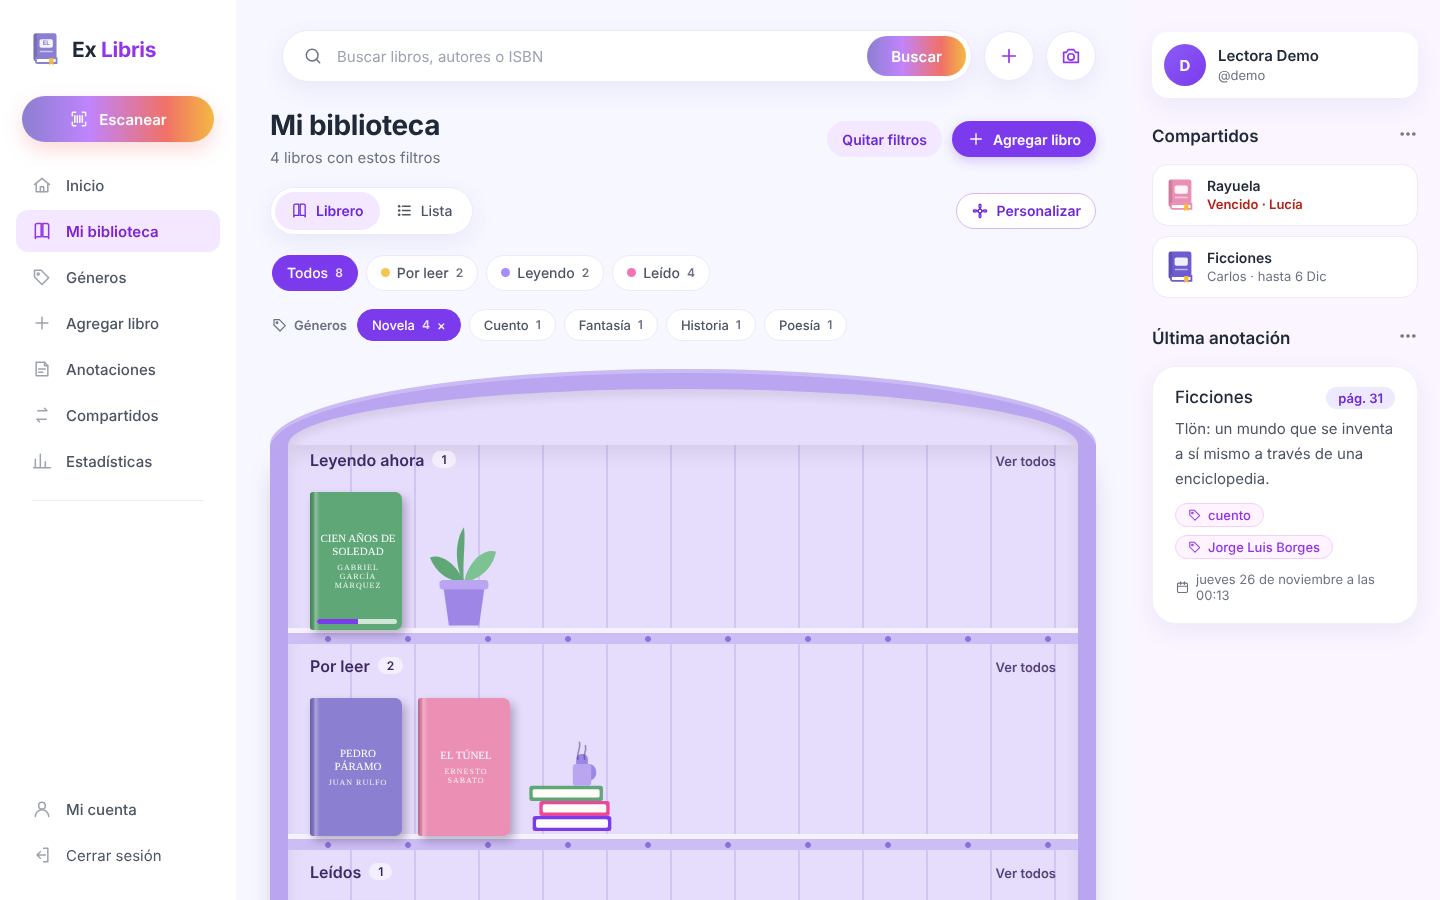 EL
Ex Libris
Escanear
Inicio
Mi biblioteca
Géneros
Agregar libro
Anotaciones
Compartidos
Estadísticas
Mi cuenta
Cerrar sesión
Buscar libros, autores o ISBN
Buscar
Mi biblioteca
4 libros con estos filtros
Quitar filtros
Agregar libro
Librero
Lista
Personalizar
Todos 8
Por leer 2
Leyendo 2
Leído 4
Géneros
Novela 4 ×
Cuento 1
Fantasía 1
Historia 1
Poesía 1
Leyendo ahora 1
Ver todos
CIEN AÑOS DE
SOLEDAD
GABRIEL
GARCÍA
MÁRQUEZ
Por leer 2
Ver todos
PEDRO
PÁRAMO
JUAN RULFO
EL TÚNEL
ERNESTO
SABATO
Leídos 1
Ver todos
D
Lectora Demo
@demo
Compartidos
Rayuela
Vencido · Lucía
Ficciones
Carlos · hasta 6 Dic
Última anotación
Ficciones
pág. 31
Tlön: un mundo que se inventa
a sí mismo a través de una
enciclopedia.
cuento
Jorge Luis Borges
jueves 26 de noviembre a las
00:13